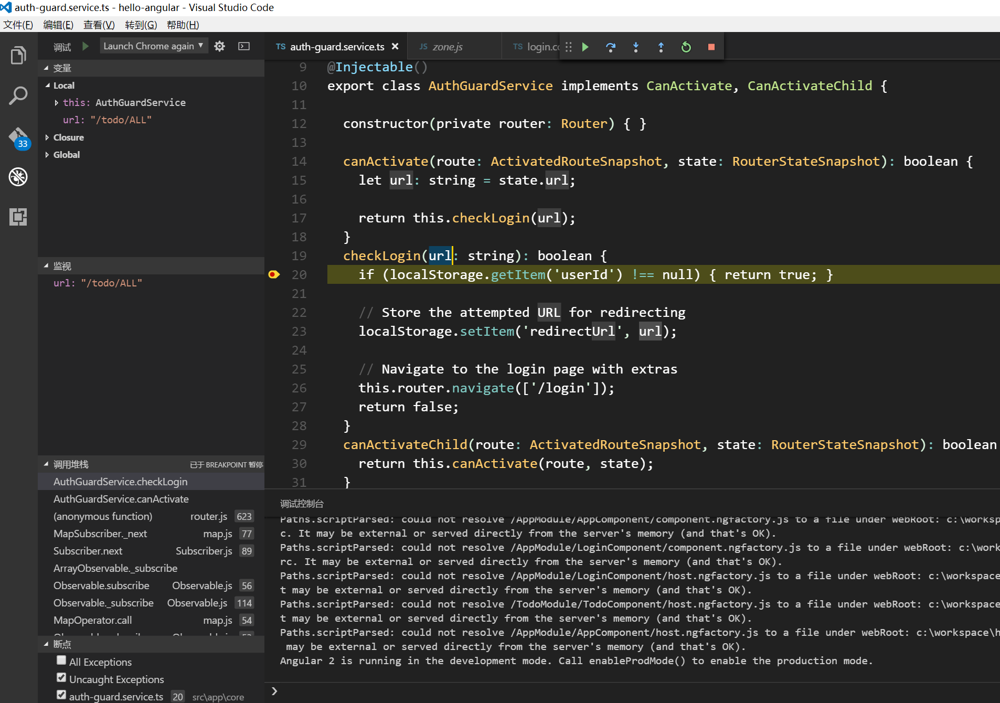 auth-guard.service.ts - hello-angular - Visual Studio Code
文件(F) 编辑(E) 查看(V) 转到(G) 帮助(H)
调试 Launch Chrome again
TS auth-guard.service.ts × JS zone.js TS login.co
33
变量
Local
this: AuthGuardService
url: "/todo/ALL"
Closure
Global
监视
url: "/todo/ALL"
调用堆栈 已于 BREAKPOINT 暂停
AuthGuardService.checkLogin
AuthGuardService.canActivate
(anonymous function) router.js 623
MapSubscriber._next map.js 77
Subscriber.next Subscriber.js 89
ArrayObservable._subscribe
Observable.subscribe Observable.js 56
Observable._subscribe Observable.js 114
MapOperator.call map.js 54
断点
All Exceptions
Uncaught Exceptions
auth-guard.service.ts 20 src\app\core
9 @Injectable()
10 export class AuthGuardService implements CanActivate, CanActivateChild {
11
12 constructor(private router: Router) { }
13
14 canActivate(route: ActivatedRouteSnapshot, state: RouterStateSnapshot): boolean {
15 let url: string = state.url;
16
17 return this.checkLogin(url);
18 }
19 checkLogin(url: string): boolean {
20 if (localStorage.getItem('userId') !== null) { return true; }
21
22 // Store the attempted URL for redirecting
23 localStorage.setItem('redirectUrl', url);
24
25 // Navigate to the login page with extras
26 this.router.navigate(['/login']);
27 return false;
28 }
29 canActivateChild(route: ActivatedRouteSnapshot, state: RouterStateSnapshot): boolean
30 return this.canActivate(route, state);
31 }
调试控制台
Paths.scriptParsed: could not resolve /AppModule/AppComponent/component.ngfactory.js to a file under webRoot: c:\worksp
c. It may be external or served directly from the server's memory (and that's OK).
Paths.scriptParsed: could not resolve /AppModule/LoginComponent/component.ngfactory.js to a file under webRoot: c:\work
rc. It may be external or served directly from the server's memory (and that's OK).
Paths.scriptParsed: could not resolve /AppModule/LoginComponent/host.ngfactory.js to a file under webRoot: c:\workspace
t may be external or served directly from the server's memory (and that's OK).
Paths.scriptParsed: could not resolve /TodoModule/TodoComponent/host.ngfactory.js to a file under webRoot: c:\workspace
t may be external or served directly from the server's memory (and that's OK).
Paths.scriptParsed: could not resolve /AppModule/AppComponent/host.ngfactory.js to a file under webRoot: c:\workspace\h
may be external or served directly from the server's memory (and that's OK).
Angular 2 is running in the development mode. Call enableProdMode() to enable the production mode.